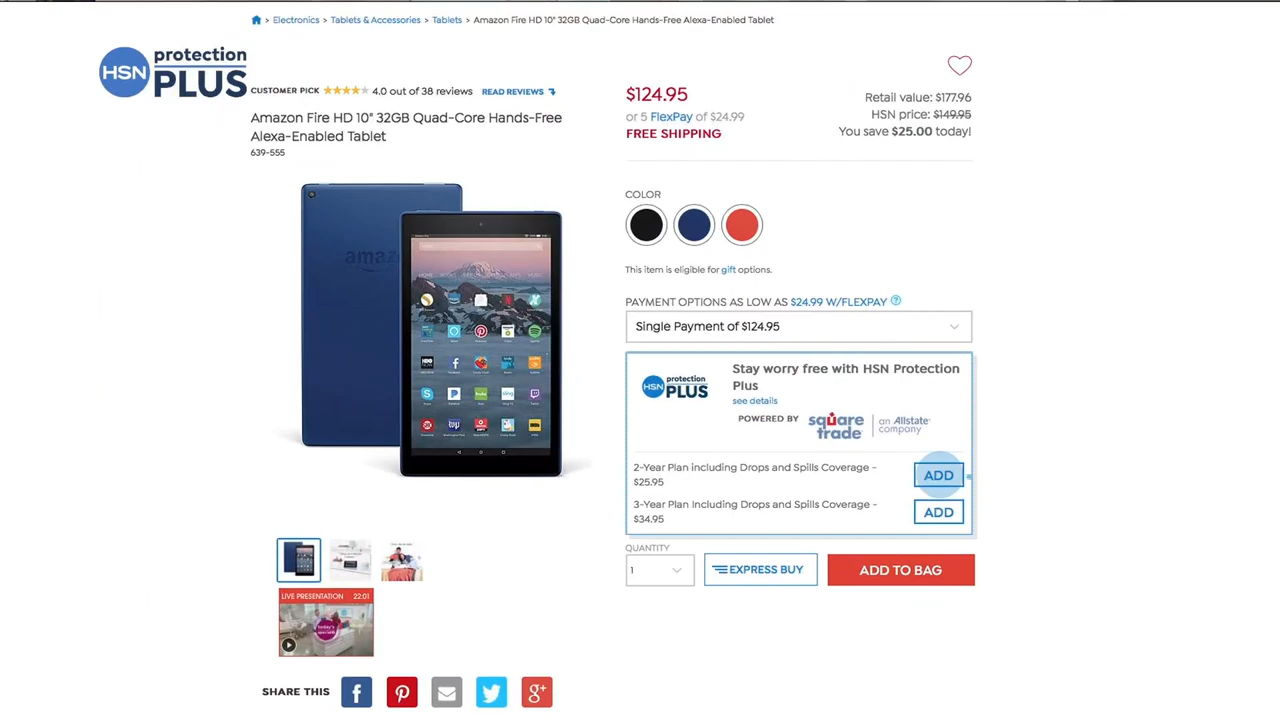 Electronics > Tablets & Accessories > Tablets > Amazon Fire HD 10" 32GB Quad-Core Hands-Free Alexa-Enabled Tablet
HSN protection PLUS
CUSTOMER PICK 4.0 out of 38 reviews READ REVIEWS
Amazon Fire HD 10" 32GB Quad-Core Hands-Free
Alexa-Enabled Tablet
639-555
amaz
$124.95
or 5 FlexPay of $24.99
FREE SHIPPING
Retail value: $177.96
HSN price: $149.95
You save $25.00 today!
COLOR
This item is eligible for gift options.
PAYMENT OPTIONS AS LOW AS $24.99 W/FLEXPAY ?
Single Payment of $124.95
HSN protection PLUS
Stay worry free with HSN Protection
Plus
see details
POWERED BY
square
trade
an Allstate
company
2-Year Plan including Drops and Spills Coverage -
$25.95
ADD
3-Year Plan Including Drops and Spills Coverage -
$34.95
ADD
QUANTITY
1
EXPRESS BUY
ADD TO BAG
LIVE PRESENTATION 22:01
today's
SHARE THIS